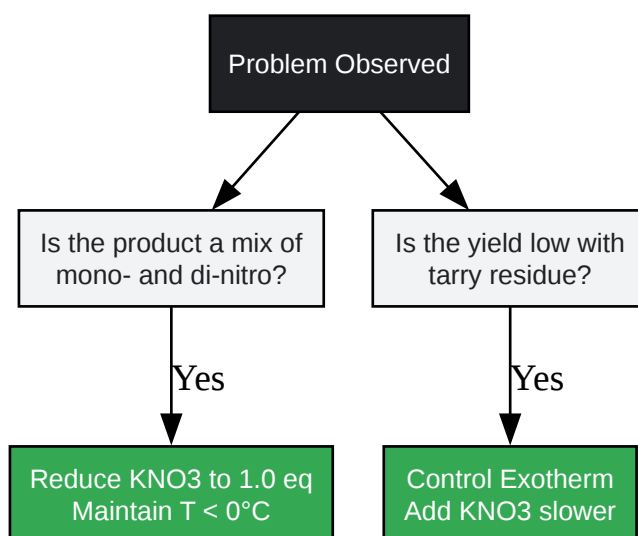 Problem Observed
Is the product a mix of
mono- and di-nitro?
Is the yield low with
tarry residue?
Yes
Yes
Reduce KNO3 to 1.0 eq
Maintain T < 0°C
Control Exotherm
Add KNO3 slower